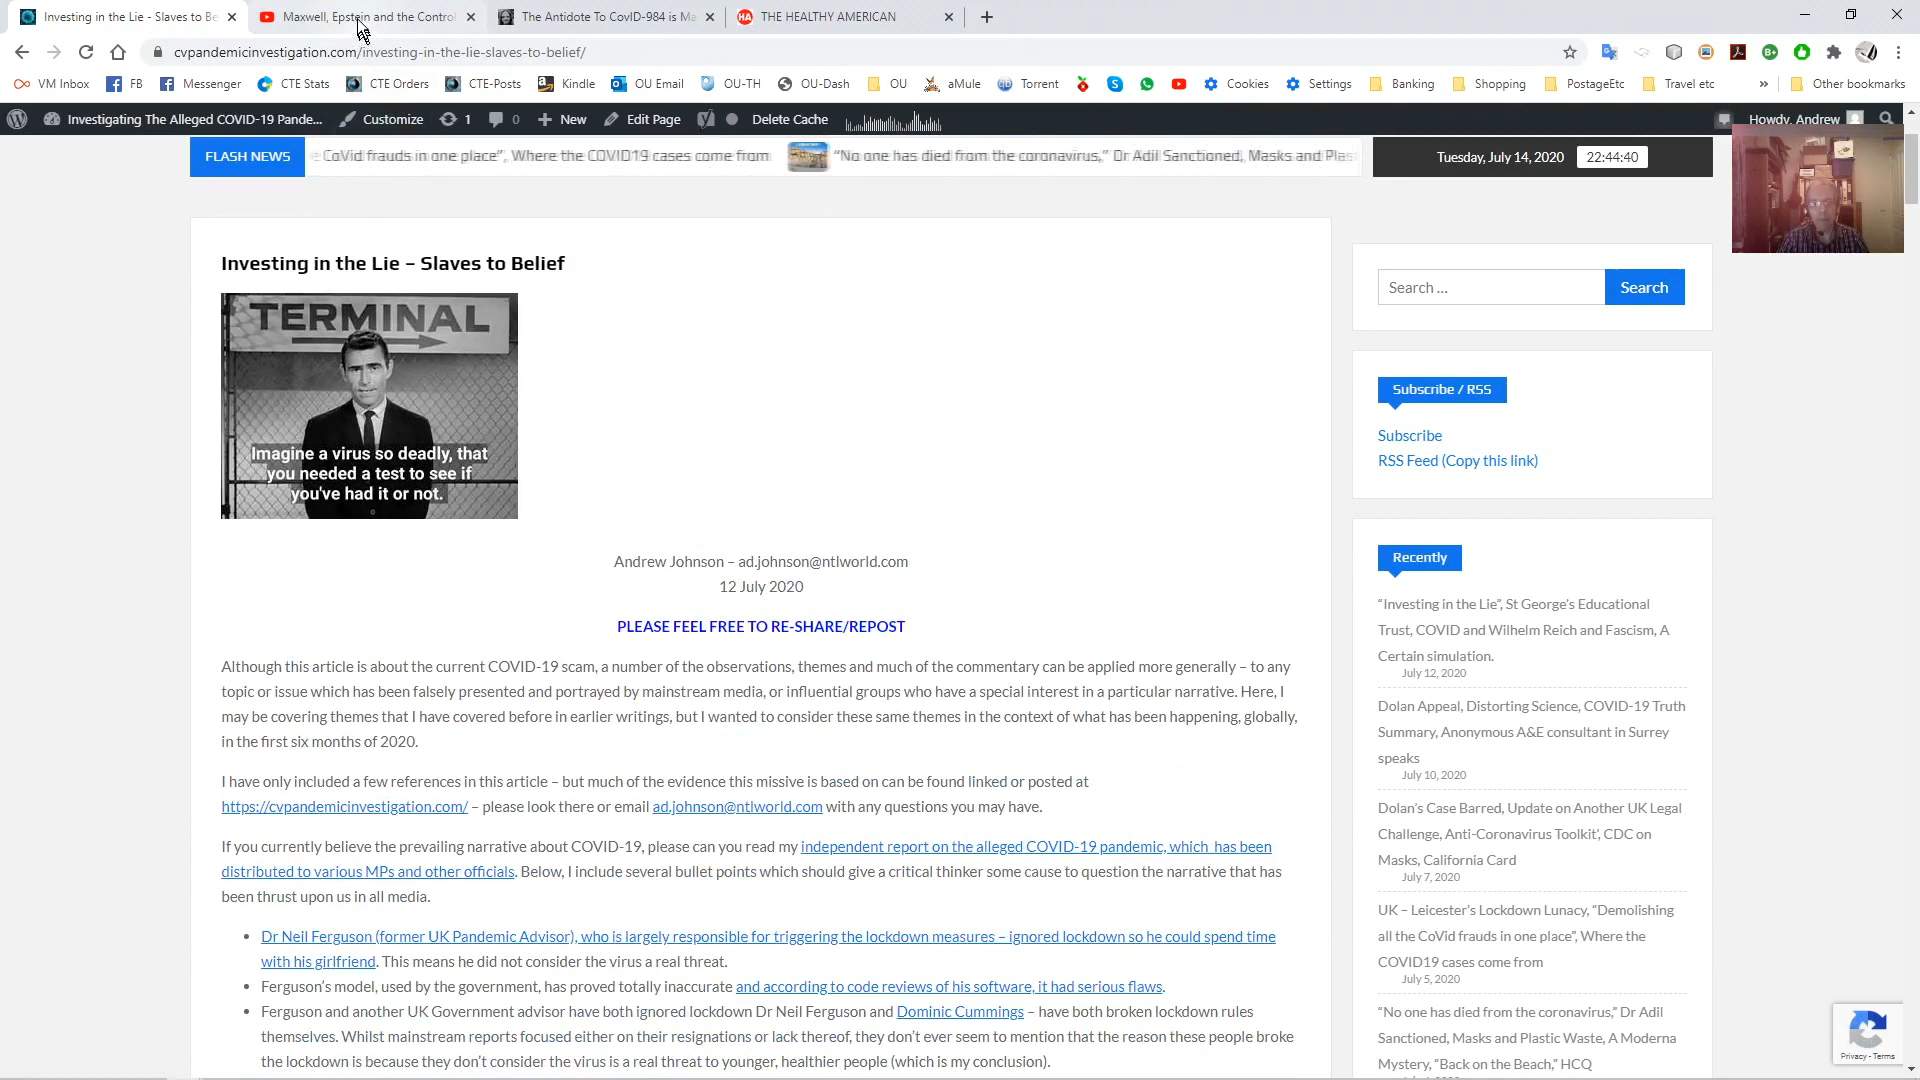 Investing in the Lie - Slaves to Be
Maxwell, Epstein and the Control
The Antidote To CovID-984 is Ma
THE HEALTHY AMERICAN
cvpandemicinvestigation.com/investing-in-the-lie-slaves-to-belief/
VM Inbox FB Messenger CTE Stats CTE Orders CTE-Posts Kindle OU Email OU-TH OU-Dash OU aMule Torrent Cookies Settings Banking Shopping PostageEtc Travel etc » Other bookmarks
Investigating The Alleged COVID-19 Pande... Customize 1 0 New Edit Page Delete Cache Howdy, Andrew
FLASH NEWS
CoVid frauds in one place”, Where the COVID19 cases come from
“No one has died from the coronavirus,” Dr Adil Sanctioned, Masks and Plas
Tuesday, July 14, 2020 22:44:40
Investing in the Lie – Slaves to Belief
TERMINAL
Imagine a virus so deadly, that
you needed a test to see if
you've had it or not.
Andrew Johnson – ad.johnson@ntlworld.com
12 July 2020
PLEASE FEEL FREE TO RE-SHARE/REPOST
Although this article is about the current COVID-19 scam, a number of the observations, themes and much of the commentary can be applied more generally – to any
topic or issue which has been falsely presented and portrayed by mainstream media, or influential groups who have a special interest in a particular narrative. Here, I
may be covering themes that I have covered before in earlier writings, but I wanted to consider these same themes in the context of what has been happening, globally,
in the first six months of 2020.
I have only included a few references in this article – but much of the evidence this missive is based on can be found linked or posted at
https://cvpandemicinvestigation.com/ – please look there or email ad.johnson@ntlworld.com with any questions you may have.
If you currently believe the prevailing narrative about COVID-19, please can you read my independent report on the alleged COVID-19 pandemic, which has been
distributed to various MPs and other officials. Below, I include several bullet points which should give a critical thinker some cause to question the narrative that has
been thrust upon us in all media.
• Dr Neil Ferguson (former UK Pandemic Advisor), who is largely responsible for triggering the lockdown measures – ignored lockdown so he could spend time
with his girlfriend. This means he did not consider the virus a real threat.
• Ferguson's model, used by the government, has proved totally inaccurate and according to code reviews of his software, it had serious flaws.
• Ferguson and another UK Government advisor have both ignored lockdown Dr Neil Ferguson and Dominic Cummings – have both broken lockdown rules
themselves. Whilst mainstream reports focused either on their resignations or lack thereof, they don't ever seem to mention that the reason these people broke
the lockdown is because they don't consider the virus is a real threat to younger, healthier people (which is my conclusion).
Search ... Search
Subscribe / RSS
Subscribe
RSS Feed (Copy this link)
Recently
“Investing in the Lie”, St George's Educational
Trust, COVID and Wilhelm Reich and Fascism, A
Certain simulation.
July 12, 2020
Dolan Appeal, Distorting Science, COVID-19 Truth
Summary, Anonymous A&E consultant in Surrey
speaks
July 10, 2020
Dolan's Case Barred, Update on Another UK Legal
Challenge, Anti-Coronavirus Toolkit', CDC on
Masks, California Card
July 7, 2020
UK – Leicester's Lockdown Lunacy, “Demolishing
all the CoVid frauds in one place”, Where the
COVID19 cases come from
July 5, 2020
“No one has died from the coronavirus,” Dr Adil
Sanctioned, Masks and Plastic Waste, A Moderna
Mystery, “Back on the Beach,” HCQ
Privacy - Terms